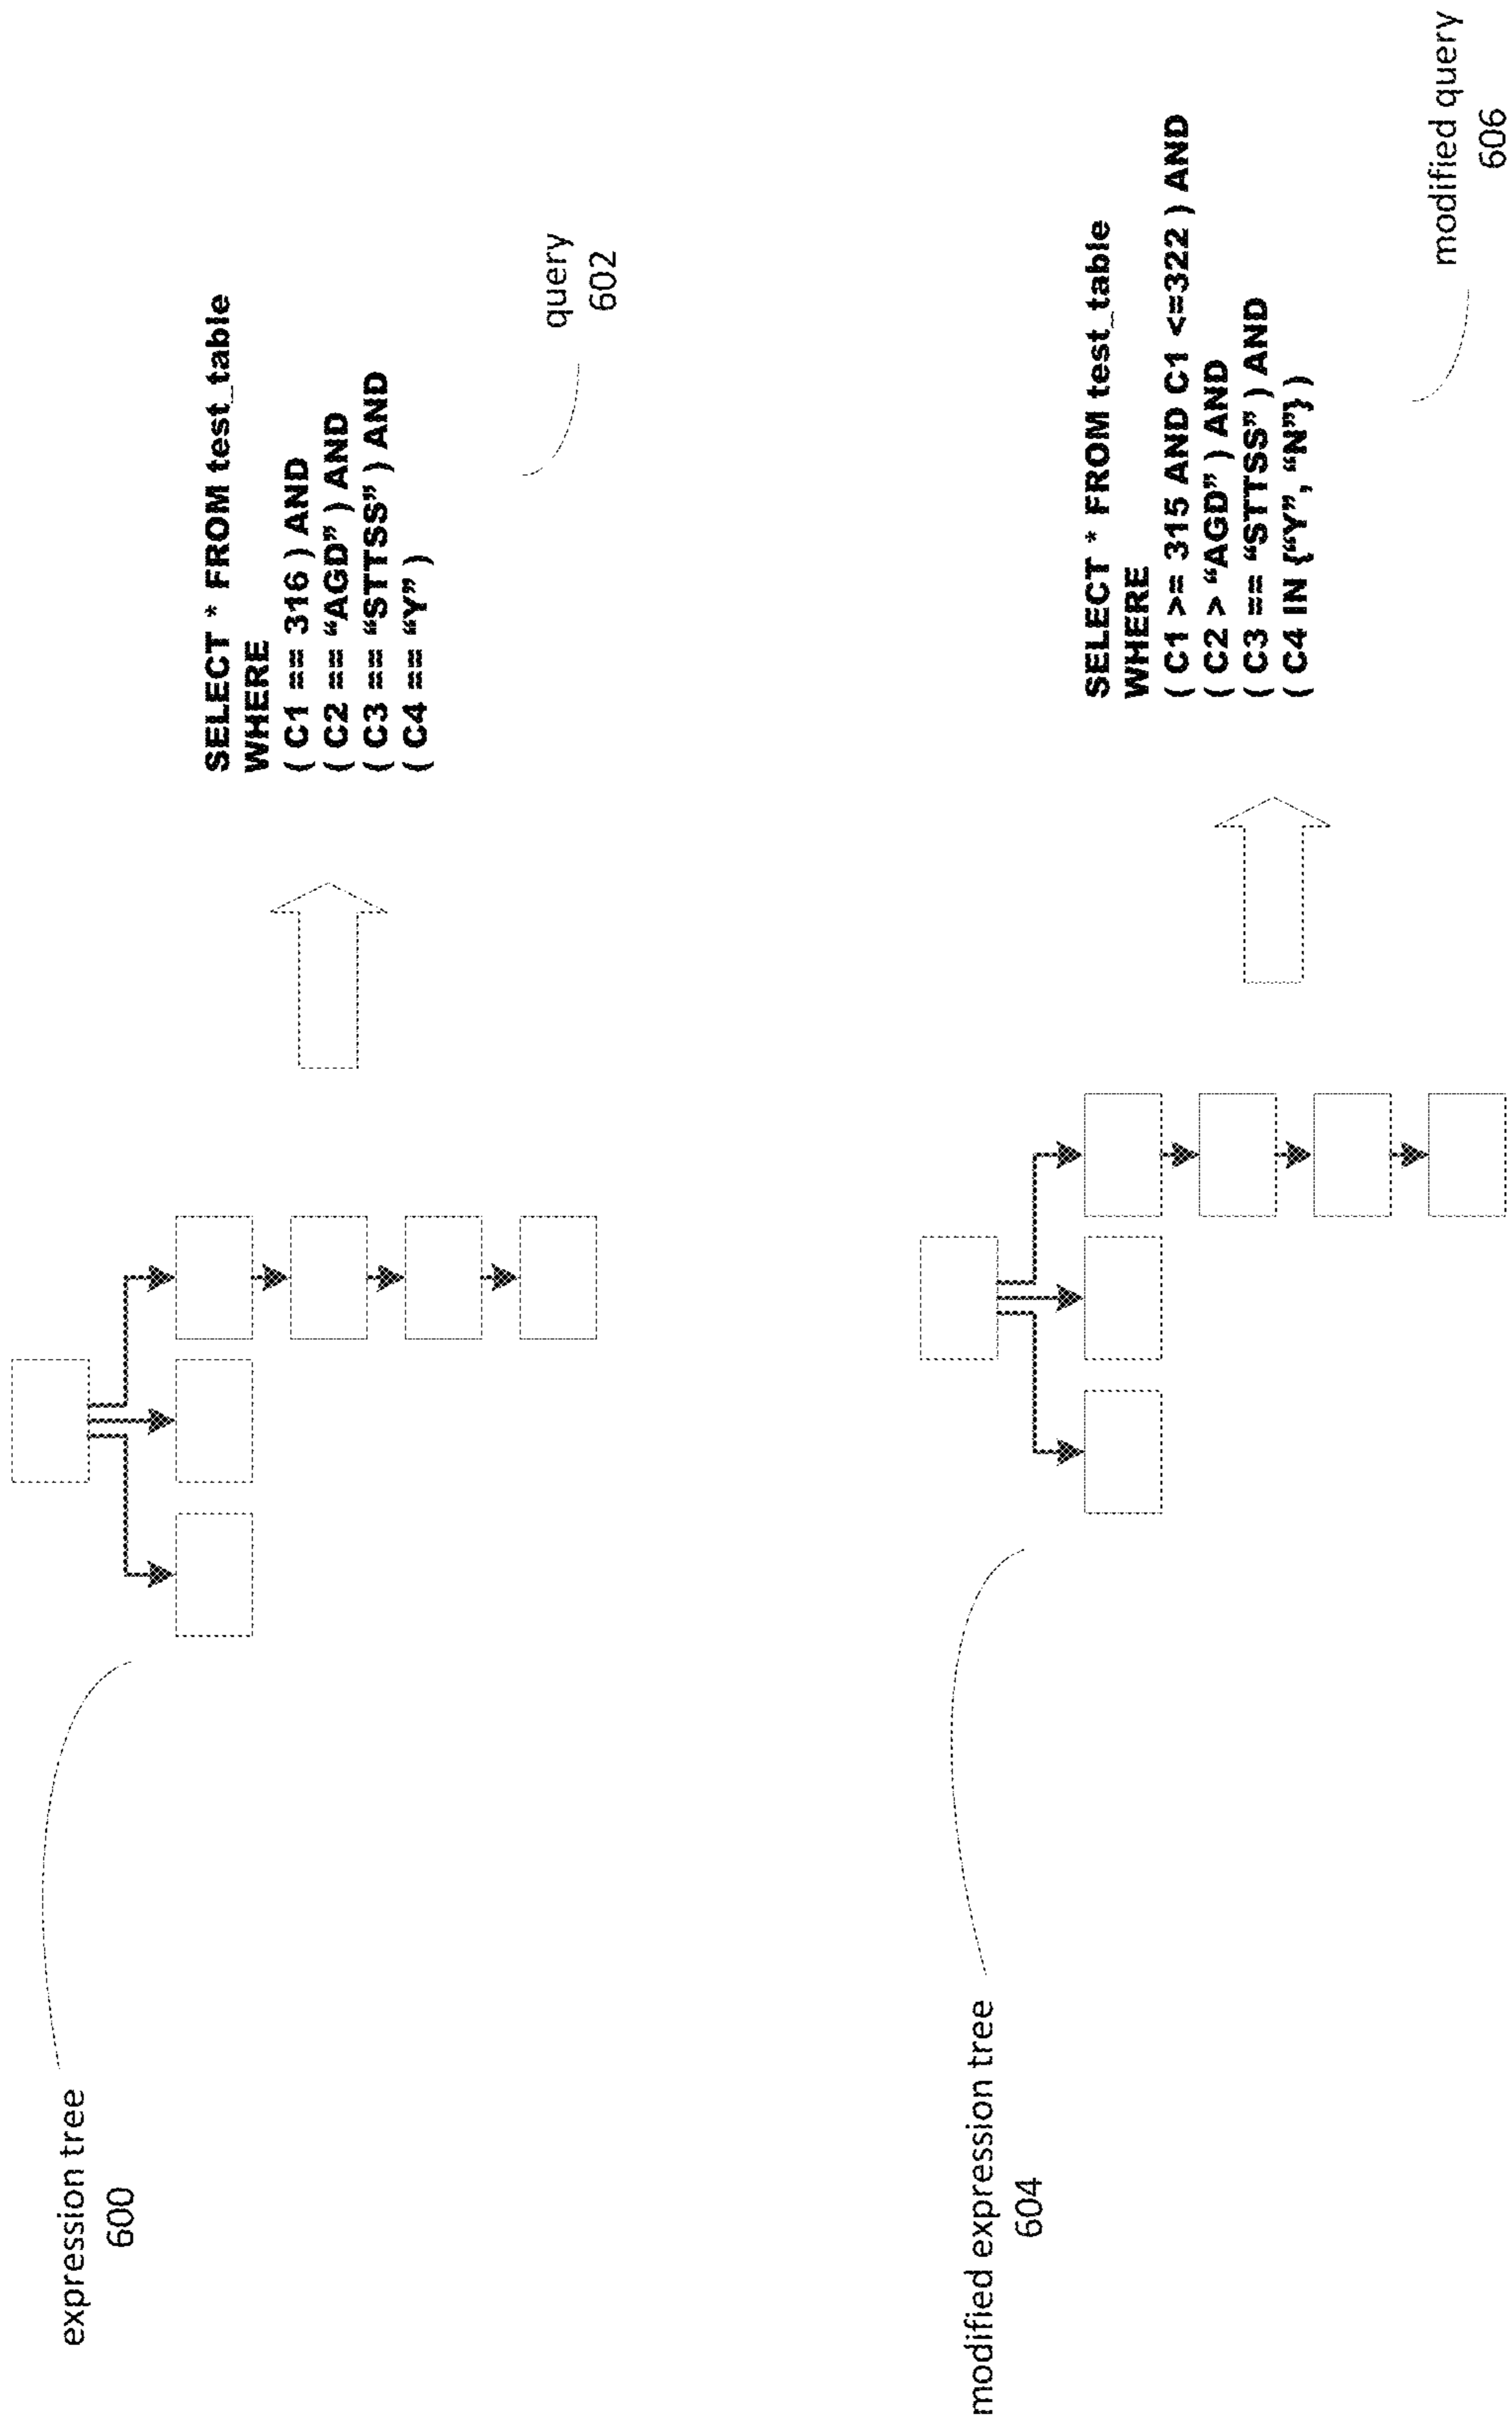 expression tree
600
SELECT * FROM test_table
WHERE
( C1 == 316 ) AND
( C2 == “AGD” ) AND
( C3 == “STTSS” ) AND
( C4 == “Y” )
query
602
modified expression tree
604
SELECT * FROM test_table
WHERE
( C1 >= 315 AND C1 <=322 ) AND
( C2 > “AGD” ) AND
( C3 == “STTSS” ) AND
( C4 IN {“Y”, “N”} )
modified query
606